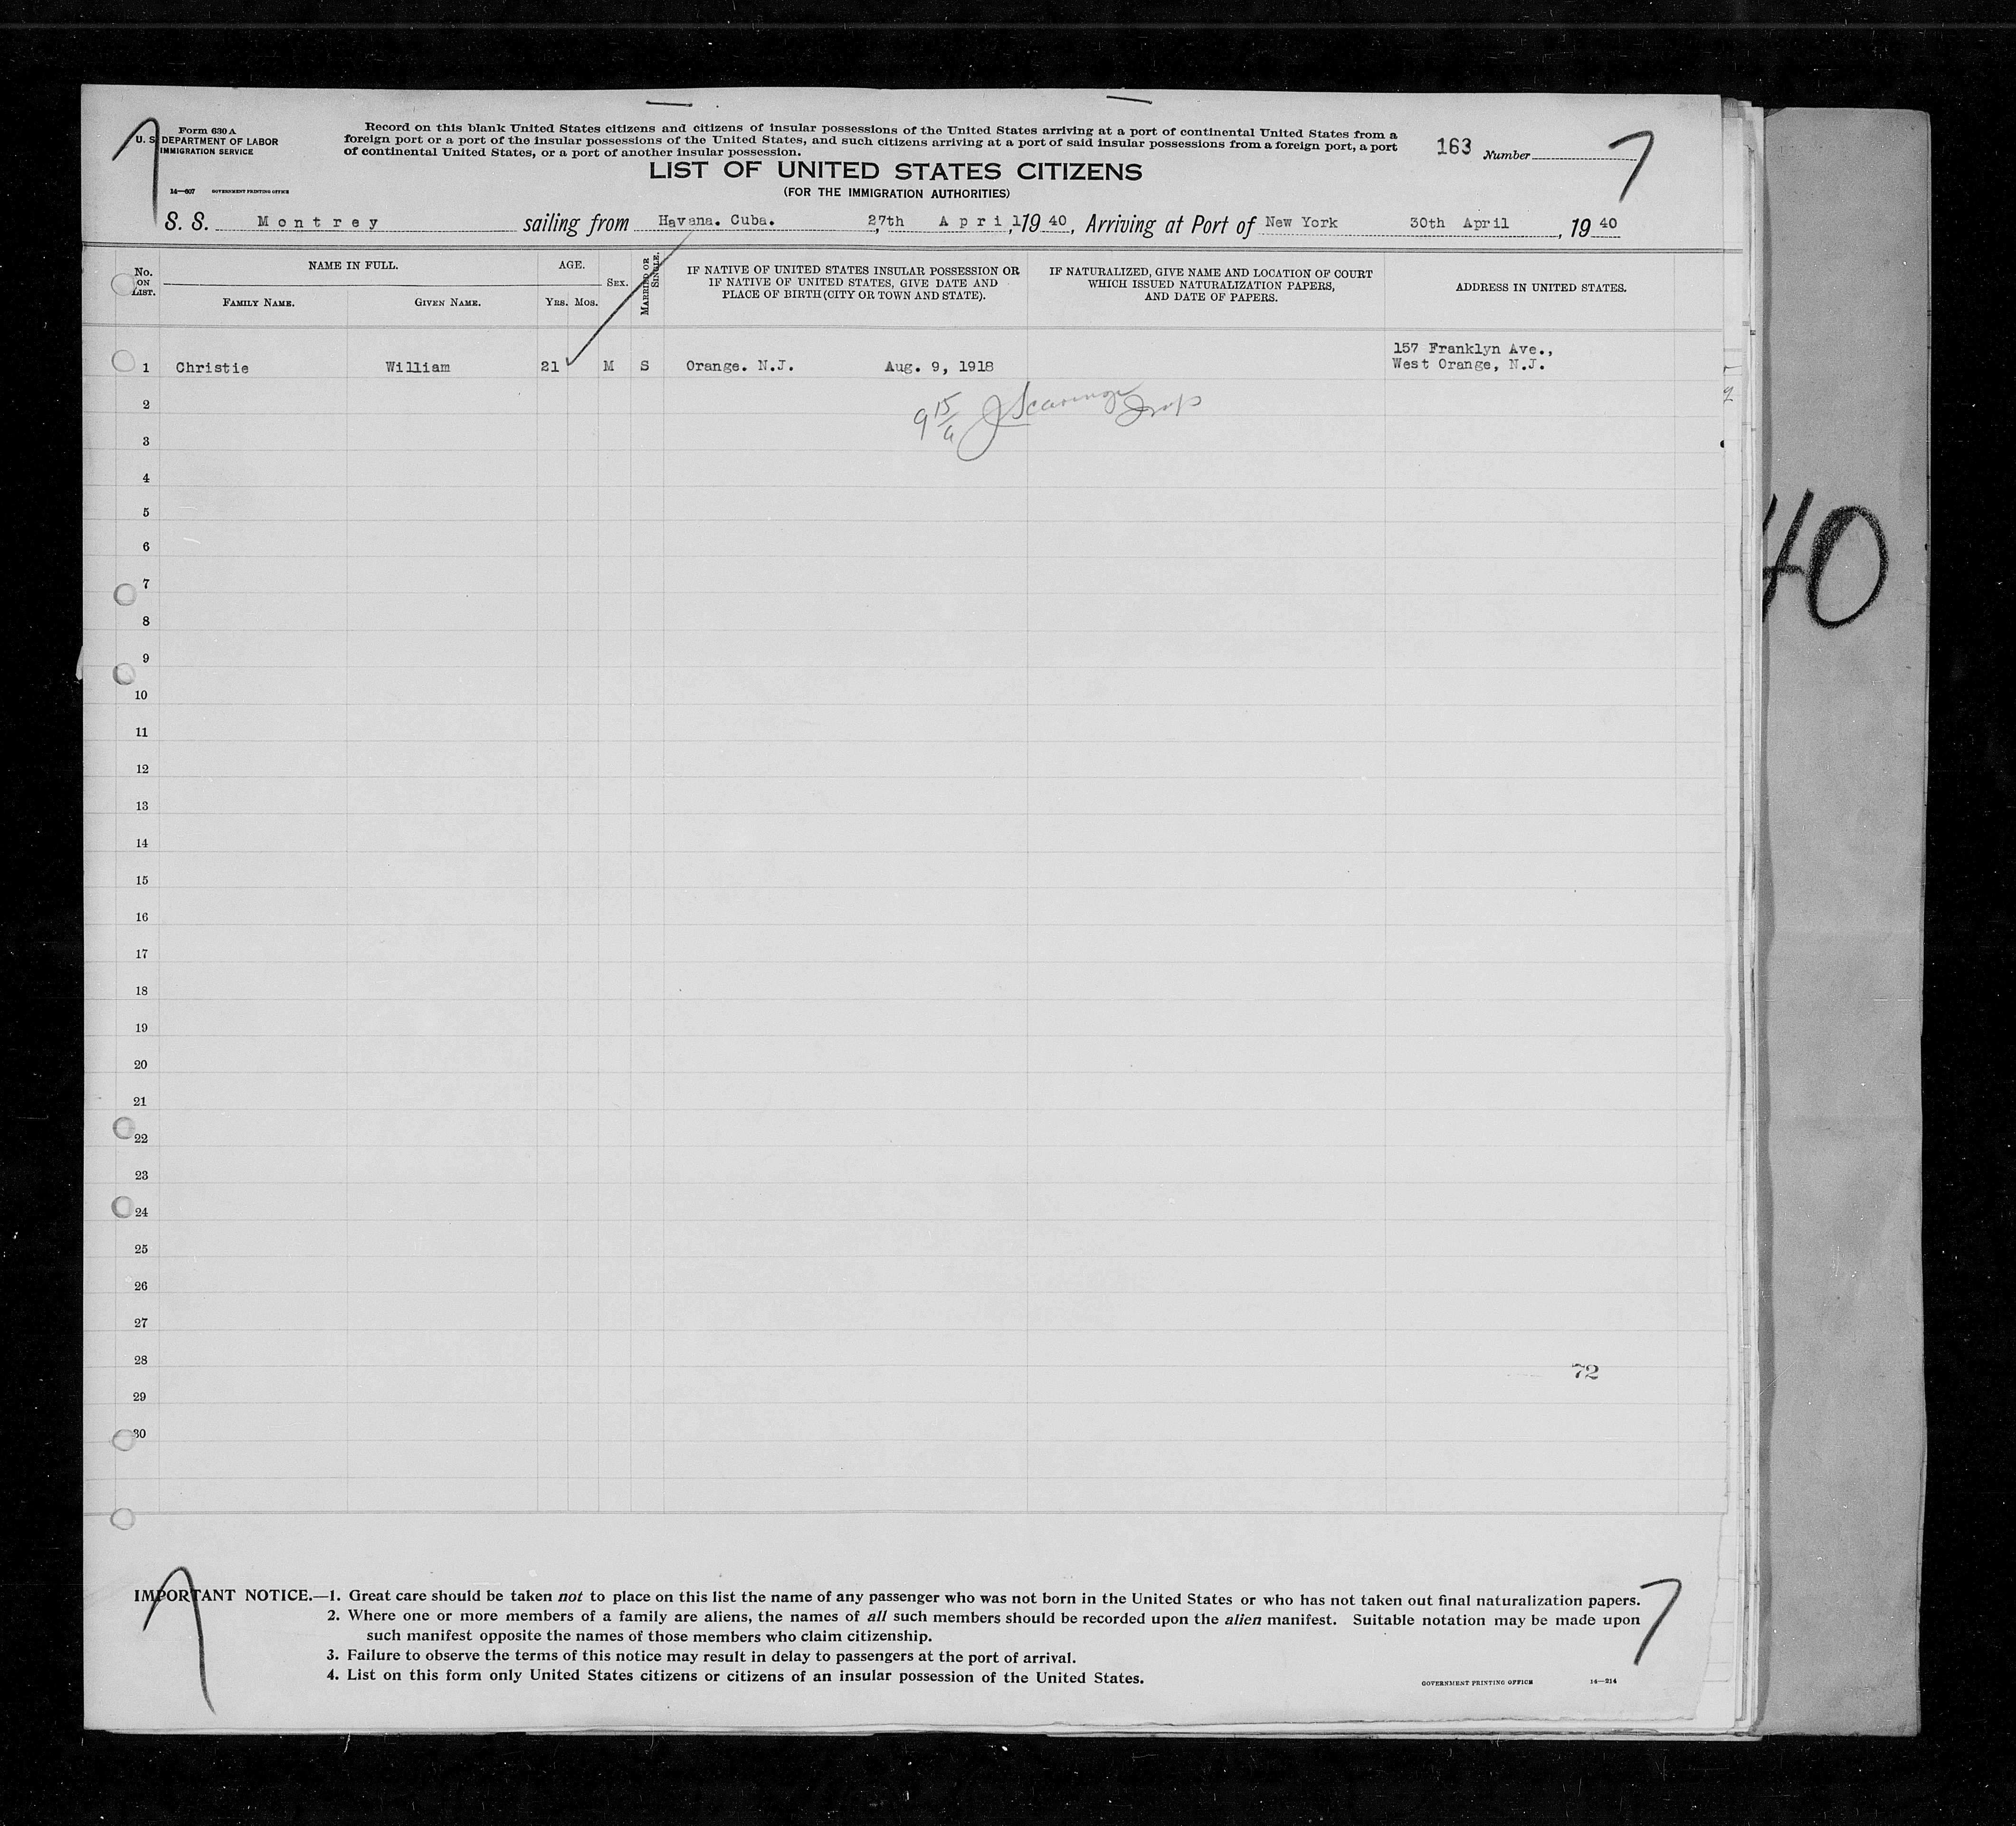 Form 630 A
U. S. DEPARTMENT OF LABOR
IMMIGRATION SERVICE
14—607 GOVERNMENT PRINTING OFFICE
Record on this blank United States citizens and citizens of insular possessions of the United States arriving at a port of continental United States from a
foreign port or a port of the insular possessions of the United States, and such citizens arriving at a port of said insular possessions from a foreign port, a port
of continental United States, or a port of another insular possession.
163 Number
LIST OF UNITED STATES CITIZENS
(FOR THE IMMIGRATION AUTHORITIES)
S. S. Montrey sailing from Havana. Cuba. 27th April, 1940, Arriving at Port of New York 30th April, 1940
No. ON LIST.
NAME IN FULL.
FAMILY NAME. GIVEN NAME.
AGE.
YRS. MOS.
SEX.
MARRIED OR SINGLE.
IF NATIVE OF UNITED STATES INSULAR POSSESSION OR
IF NATIVE OF UNITED STATES, GIVE DATE AND
PLACE OF BIRTH (CITY OR TOWN AND STATE).
IF NATURALIZED, GIVE NAME AND LOCATION OF COURT
WHICH ISSUED NATURALIZATION PAPERS,
AND DATE OF PAPERS.
ADDRESS IN UNITED STATES.
157 Franklyn Ave.,
1 Christie William 21 M S Orange. N.J. Aug. 9, 1918 West Orange, N.J.
2
3
4
5
6
7
8
9
10
11
12
13
14
15
16
17
18
19
20
21
22
23
24
25
26
27
28
72
29
30
40
IMPORTANT NOTICE.—1. Great care should be taken not to place on this list the name of any passenger who was not born in the United States or who has not taken out final naturalization papers.
2. Where one or more members of a family are aliens, the names of all such members should be recorded upon the alien manifest. Suitable notation may be made upon
such manifest opposite the names of those members who claim citizenship.
3. Failure to observe the terms of this notice may result in delay to passengers at the port of arrival.
4. List on this form only United States citizens or citizens of an insular possession of the United States.
GOVERNMENT PRINTING OFFICE 14—214